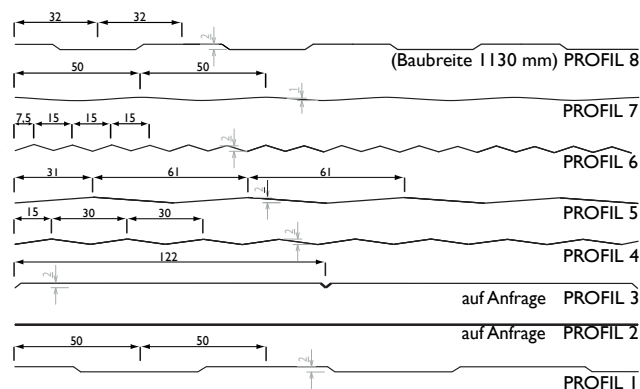 32 32
2
(Baubreite 1130 mm) PROFIL 8
50 50
1
PROFIL 7
7,5 15 15 15
2
PROFIL 6
31 61 61
2
PROFIL 5
15 30 30
2
PROFIL 4
122
2
auf Anfrage PROFIL 3
auf Anfrage PROFIL 2
50 50
2
PROFIL 1